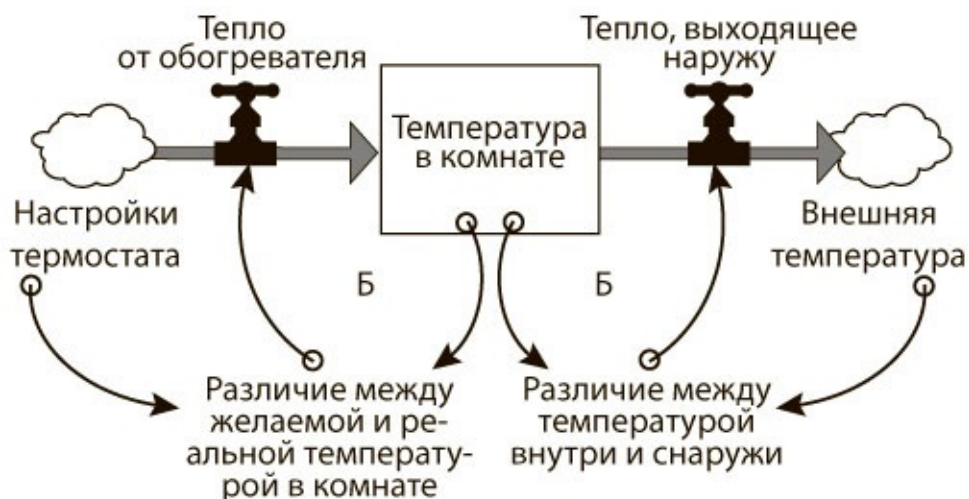 Тепло
от обогревателя
Тепло, выходящее
наружу
Температура
в комнате
Настройки
термостата
Внешняя
температура
Б
Б
Различие между
желаемой и ре-
альной температу-
рой в комнате
Различие между
температурой
внутри и снаружи